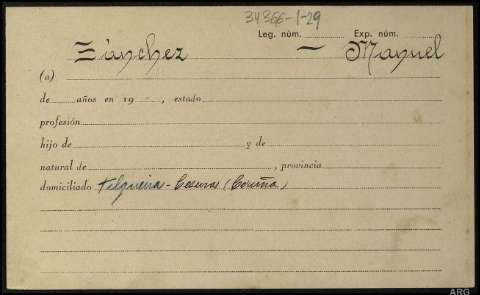 34366-1-29
Leg. núm. Exp. núm.
Sánchez — Manuel
(a)
de años en 19 -- , estado
profesión
hijo de y de
natural de , provincia
domiciliado Filgueira - Cesuras (Coruña)
ARG